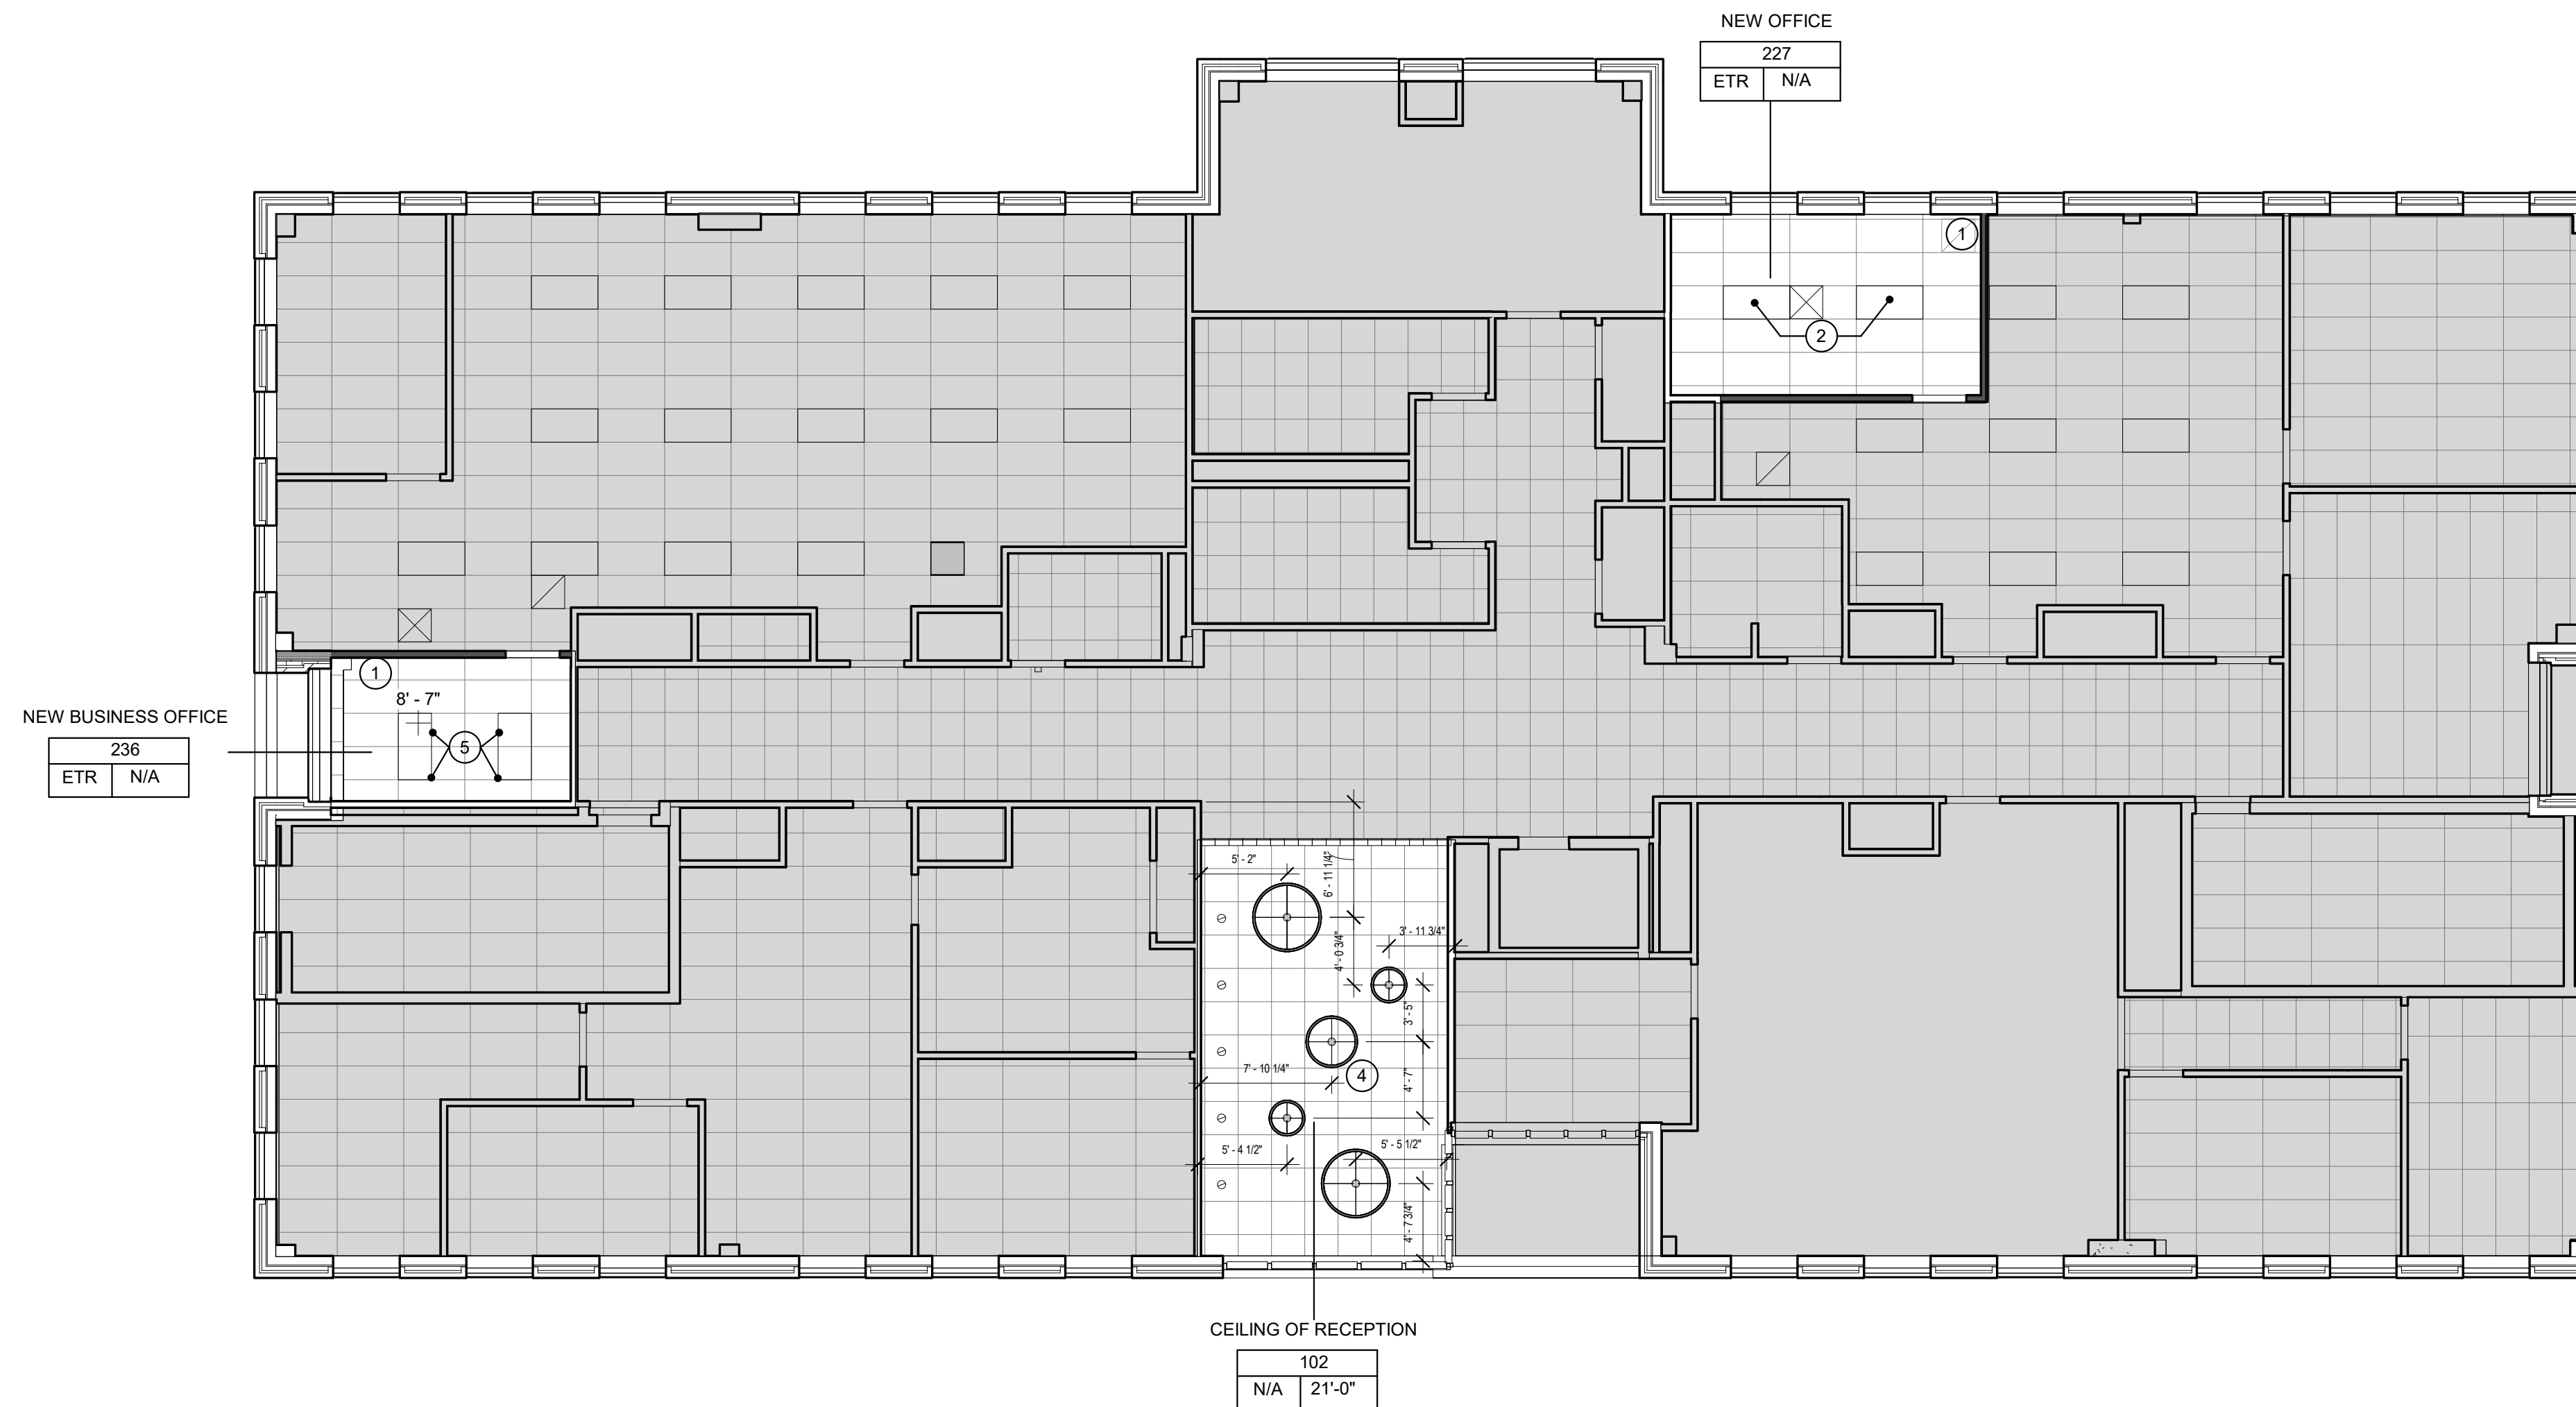 NEW OFFICE
227
ETR N/A
1
2
1
8' - 7"
5
NEW BUSINESS OFFICE
236
ETR N/A
5' - 2"
6' - 11 1/4"
3' - 11 3/4"
4' - 0 3/4"
3' - 5"
7' - 10 1/4"
4
4' - 7"
5' - 4 1/2"
5' - 5 1/2"
4' - 7 3/4"
CEILING OF RECEPTION
102
N/A 21'-0"